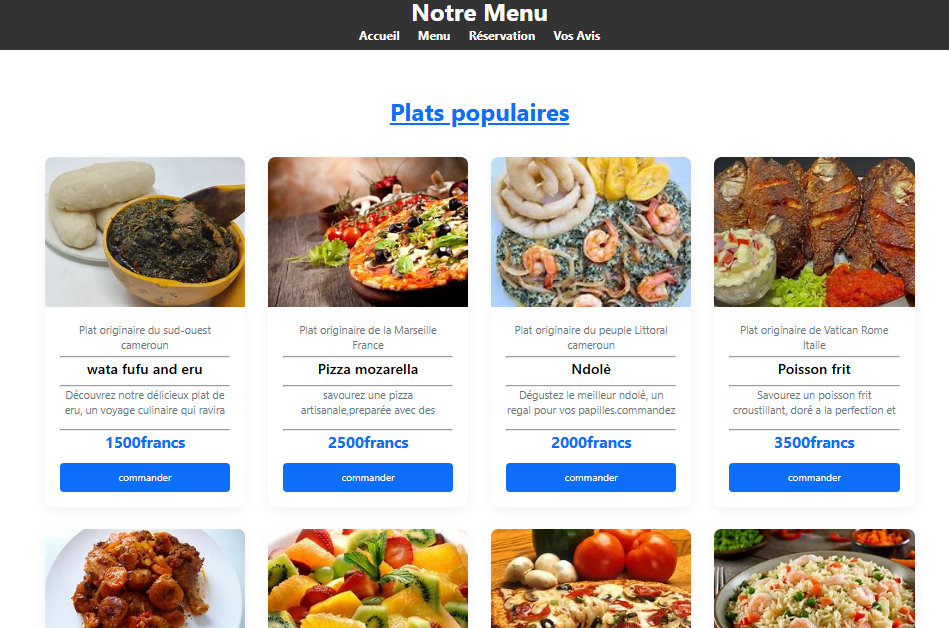 Notre Menu
Accueil Menu Réservation Vos Avis
Plats populaires
Plat originaire du sud-ouest
cameroun
wata fufu and eru
Découvrez notre délicieux plat de
eru, un voyage culinaire qui ravira
1500francs
commander
Plat originaire de la Marseille
France
Pizza mozarella
savourez une pizza
artisanale,preparée avec des
2500francs
commander
Plat originaire du peuple Littoral
cameroun
Ndolè
Dégustez le meilleur ndolè, un
regal pour vos papilles.commandez
2000francs
commander
Plat originaire de Vatican Rome
Italie
Poisson frit
Savourez un poisson frit
croustillant, doré a la perfection et
3500francs
commander